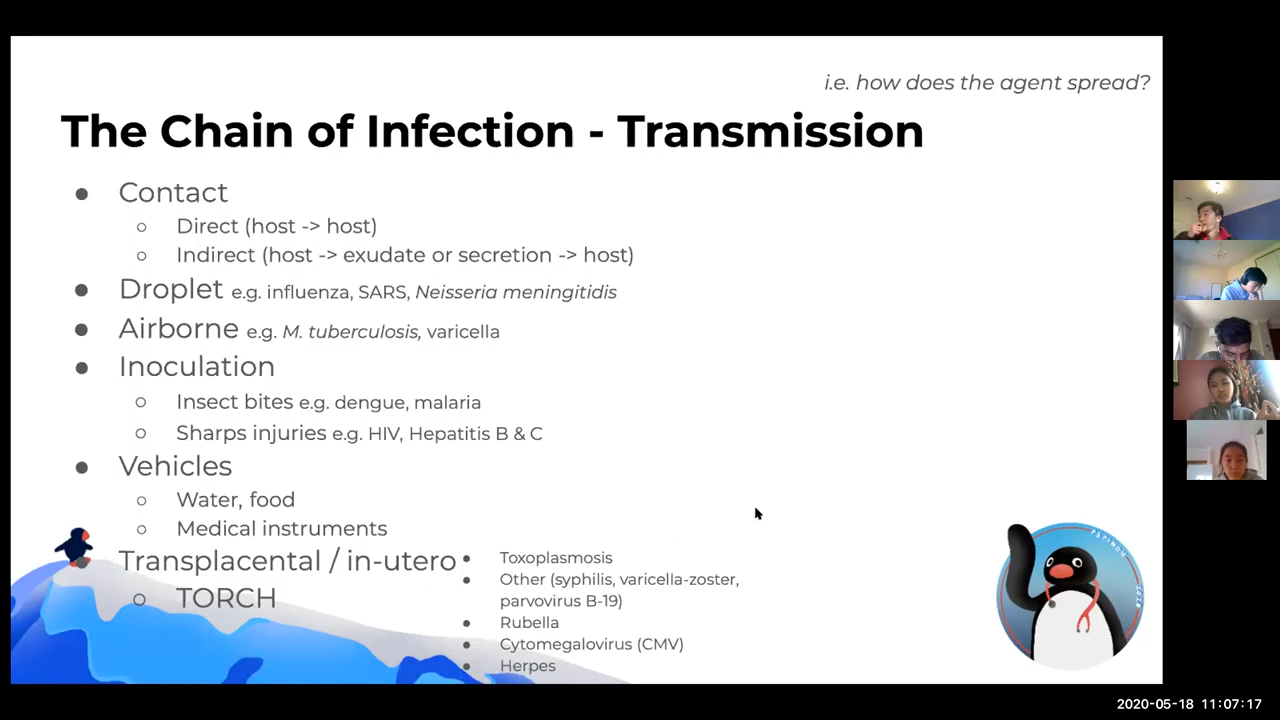 i.e. how does the agent spread?
The Chain of Infection - Transmission
● Contact
○ Direct (host -> host)
○ Indirect (host -> exudate or secretion -> host)
● Droplet e.g. influenza, SARS, Neisseria meningitidis
● Airborne e.g. M. tuberculosis, varicella
● Inoculation
○ Insect bites e.g. dengue, malaria
○ Sharps injuries e.g. HIV, Hepatitis B & C
● Vehicles
○ Water, food
○ Medical instruments
● Transplacental / in-utero
○ TORCH
● Toxoplasmosis
● Other (syphilis, varicella-zoster,
parvovirus B-19)
● Rubella
● Cytomegalovirus (CMV)
● Herpes
2020-05-18 11:07:17